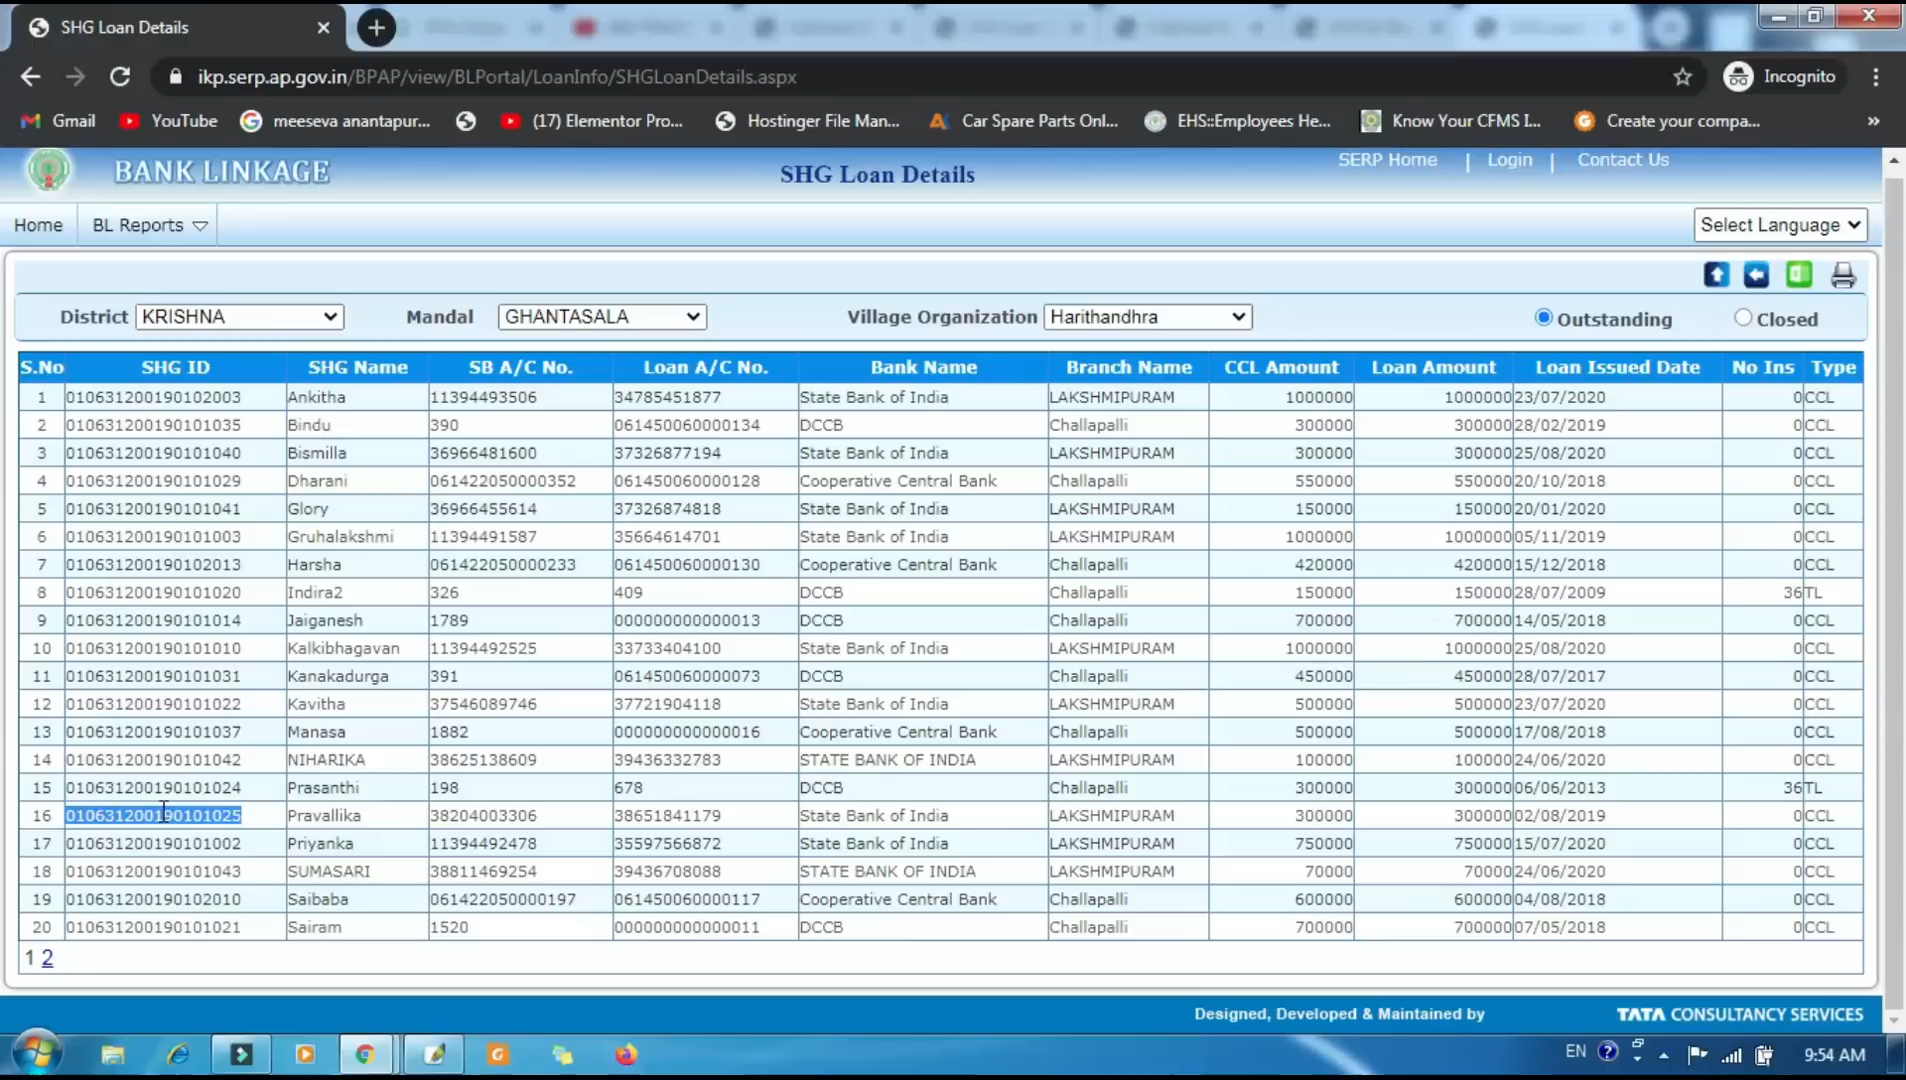 SHG Loan Details
ikp.serp.ap.gov.in/BPAP/view/BLPortal/LoanInfo/SHGLoanDetails.aspx
Incognito
Gmail YouTube meeseva anantapur... (17) Elementor Pro... Hostinger File Man... Car Spare Parts Onl... EHS::Employees He... Know Your CFMS I... Create your compa... »
BANK LINKAGE
SHG Loan Details
SERP Home | Login | Contact Us
Home BL Reports
Select Language
District KRISHNA Mandal GHANTASALA Village Organization Harithandhra Outstanding Closed
S.No SHG ID SHG Name SB A/C No. Loan A/C No. Bank Name Branch Name CCL Amount Loan Amount Loan Issued Date No Ins Type
1 010631200190102003 Ankitha 11394493506 34785451877 State Bank of India LAKSHMIPURAM 1000000 1000000 23/07/2020 0 CCL
2 010631200190101035 Bindu 390 061450060000134 DCCB Challapalli 300000 300000 28/02/2019 0 CCL
3 010631200190101040 Bismilla 36966481600 37326877194 State Bank of India LAKSHMIPURAM 300000 300000 25/08/2020 0 CCL
4 010631200190101029 Dharani 061422050000352 061450060000128 Cooperative Central Bank Challapalli 550000 550000 20/10/2018 0 CCL
5 010631200190101041 Glory 36966455614 37326874818 State Bank of India LAKSHMIPURAM 150000 150000 20/01/2020 0 CCL
6 010631200190101003 Gruhalakshmi 11394491587 35664614701 State Bank of India LAKSHMIPURAM 1000000 1000000 05/11/2019 0 CCL
7 010631200190102013 Harsha 061422050000233 061450060000130 Cooperative Central Bank Challapalli 420000 420000 15/12/2018 0 CCL
8 010631200190101020 Indira2 326 409 DCCB Challapalli 150000 150000 28/07/2009 36 TL
9 010631200190101014 Jaiganesh 1789 000000000000013 DCCB Challapalli 700000 700000 14/05/2018 0 CCL
10 010631200190101010 Kalkibhagavan 11394492525 33733404100 State Bank of India LAKSHMIPURAM 1000000 1000000 25/08/2020 0 CCL
11 010631200190101031 Kanakadurga 391 061450060000073 DCCB Challapalli 450000 450000 28/07/2017 0 CCL
12 010631200190101022 Kavitha 37546089746 37721904118 State Bank of India LAKSHMIPURAM 500000 500000 23/07/2020 0 CCL
13 010631200190101037 Manasa 1882 000000000000016 Cooperative Central Bank Challapalli 500000 500000 17/08/2018 0 CCL
14 010631200190101042 NIHARIKA 38625138609 39436332783 STATE BANK OF INDIA LAKSHMIPURAM 100000 100000 24/06/2020 0 CCL
15 010631200190101024 Prasanthi 198 678 DCCB Challapalli 300000 300000 06/06/2013 36 TL
16 010631200190101025 Pravallika 38204003306 38651841179 State Bank of India LAKSHMIPURAM 300000 300000 02/08/2019 0 CCL
17 010631200190101002 Priyanka 11394492478 35597566872 State Bank of India LAKSHMIPURAM 750000 750000 15/07/2020 0 CCL
18 010631200190101043 SUMASARI 38811469254 39436708088 STATE BANK OF INDIA LAKSHMIPURAM 70000 70000 24/06/2020 0 CCL
19 010631200190102010 Saibaba 061422050000197 061450060000117 Cooperative Central Bank Challapalli 600000 600000 04/08/2018 0 CCL
20 010631200190101021 Sairam 1520 000000000000011 DCCB Challapalli 700000 700000 07/05/2018 0 CCL
1 2
Designed, Developed & Maintained by TATA CONSULTANCY SERVICES
EN 9:54 AM